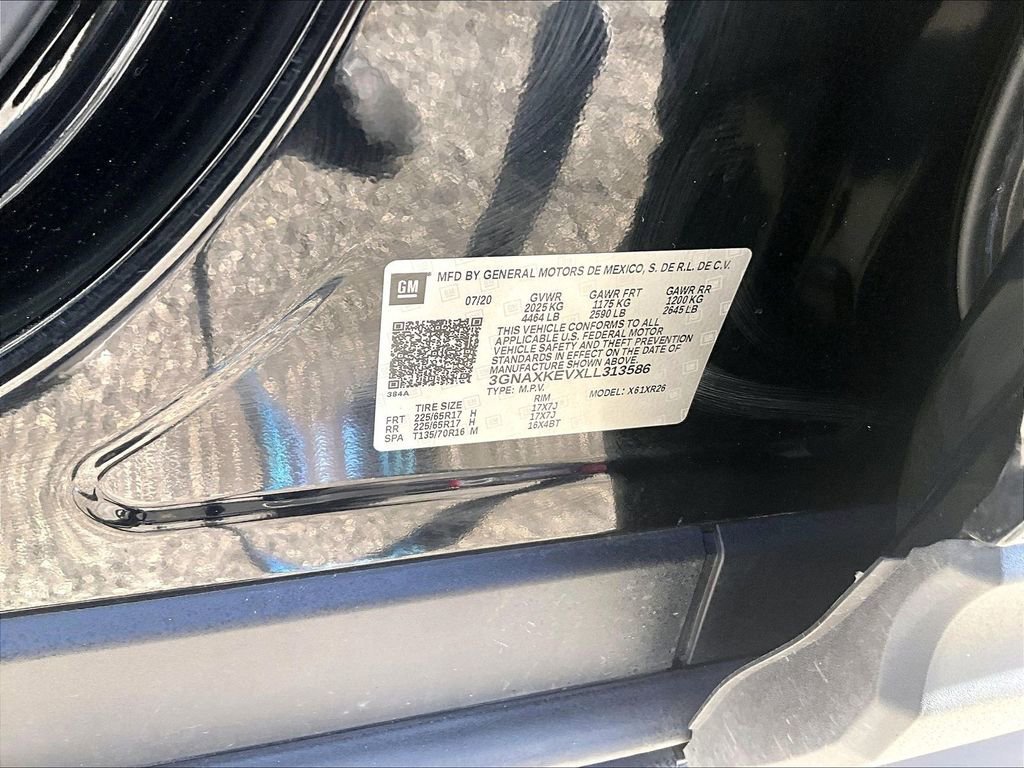 GM
MFD BY GENERAL MOTORS DE MEXICO, S. DE R.L. DE C.V.
07/20 GVWR GAWR FRT GAWR RR
2025 KG 1175 KG 1200 KG
4464 LB 2590 LB 2645 LB
THIS VEHICLE CONFORMS TO ALL
APPLICABLE U.S. FEDERAL MOTOR
VEHICLE SAFETY AND THEFT PREVENTION
STANDARDS IN EFFECT ON THE DATE OF
MANUFACTURE SHOWN ABOVE.
3GNAXKEVXLL313586
384A
TYPE: M.P.V. MODEL: X61XR26
TIRE SIZE RIM
FRT 225/65R17 H 17X7J
RR 225/65R17 H 17X7J
SPA T135/70R16 M 16X4BT